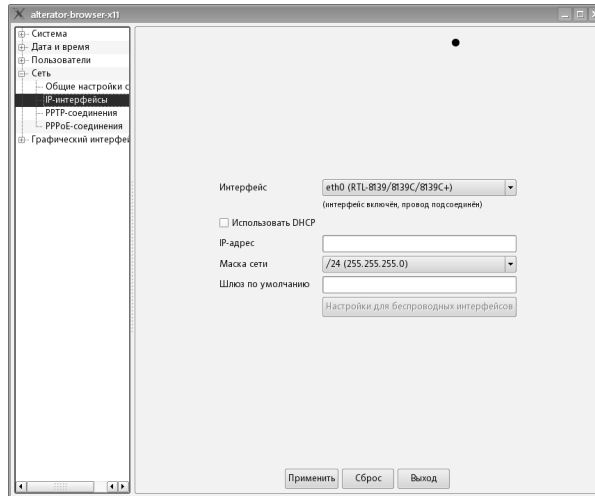 alterator-browser-x11
Система
Дата и время
Пользователи
Сеть
Общие настройки с
IP-интерфейсы
PPTP-соединения
PPPoE-соединения
Графический интерфей
Интерфейс
eth0 (RTL-8139/8139C/8139C+)
(интерфейс включён, провод подсоединён)
Использовать DHCP
IP-адрес
Маска сети
/24 (255.255.255.0)
Шлюз по умолчанию
Настройки для беспроводных интерфейсов
Применить Сброс Выход